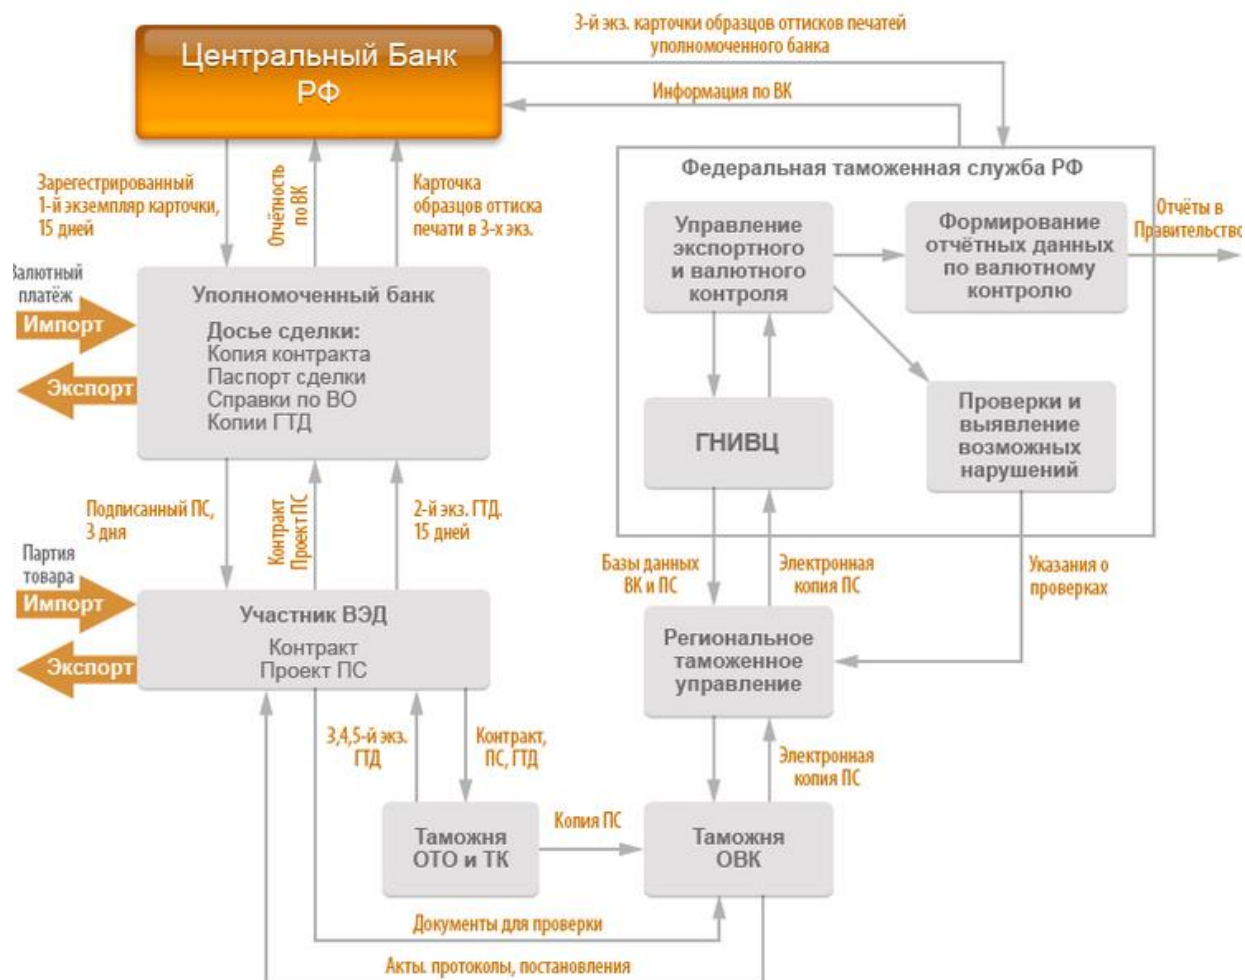 Центральный Банк
РФ
3-й экз. карточки образцов оттисков печатей
уполномоченного банка
Информация по ВК
Зарегестрированный
1-й экземпляр карточки,
15 дней
Отчётность
по ВК
Карточка
образцов оттиска
печати в 3-х экз.
Федеральная таможенная служба РФ
Управление
экспортного
и валютного
контроля
Формирование
отчётных данных
по валютному
контролю
Отчёты в
Правительство
Валютный
платёж
Импорт
Экспорт
Уполномоченный банк
Досье сделки:
Копия контракта
Паспорт сделки
Справки по ВО
Копии ГТД
ГНИВЦ
Проверки и
выявление
возможных
нарушений
Подписанный ПС,
3 дня
Контракт
Проект ПС
2-й экз. ГТД.
15 дней
Базы данных
ВК и ПС
Электронная
копия ПС
Указания о
проверках
Партия
товара
Импорт
Экспорт
Участник ВЭД
Контракт
Проект ПС
Региональное
таможенное
управление
3,4,5-й экз.
ГТД
Контракт,
ПС, ГТД
Электронная
копия ПС
Таможня
ОТО и ТК
Копия ПС
Таможня
ОВК
Документы для проверки
Акты. протоколы, постановления